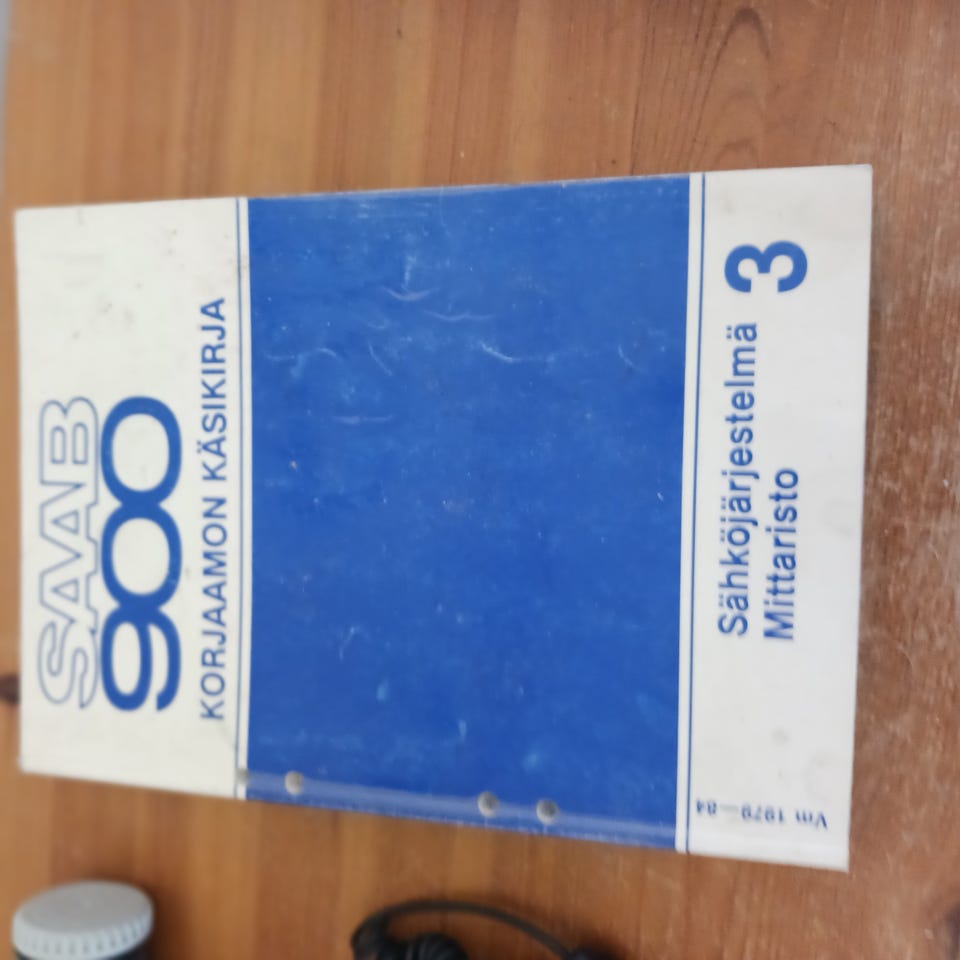 SAAB
900
KORJAAMON KÄSIKIRJA
Sähköjärjestelmä 3
Mittaristo
Vm 1979—84